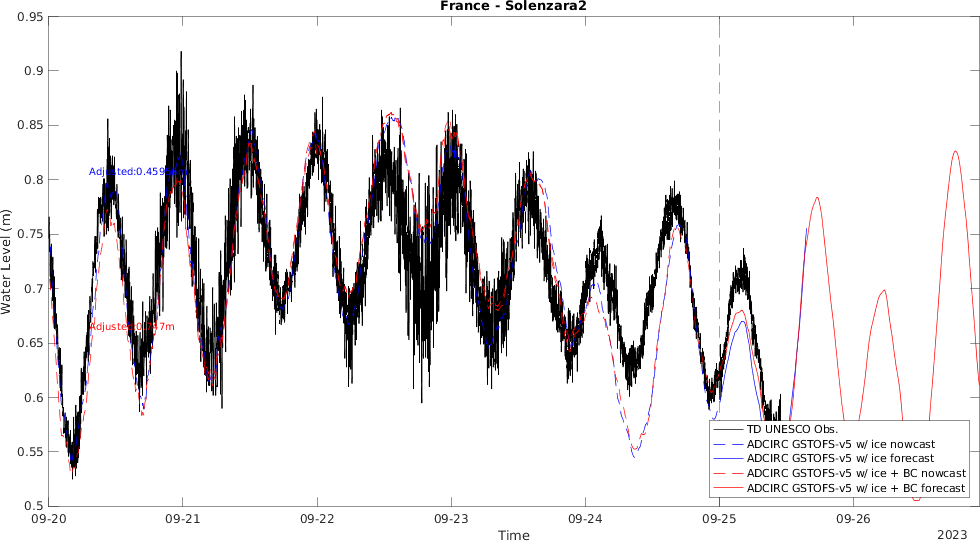 France - Solenzara2
0.95
0.9
0.85
0.8
0.75
0.7
0.65
0.6
0.55
0.5
Water Level (m)
TD UNESCO Obs.
ADCIRC GSTOFS-v5 w/ ice nowcast
ADCIRC GSTOFS-v5 w/ ice forecast
ADCIRC GSTOFS-v5 w/ ice + BC nowcast
ADCIRC GSTOFS-v5 w/ ice + BC forecast
09-20 09-21 09-22 09-23 09-24 09-25 09-26
Time
2023